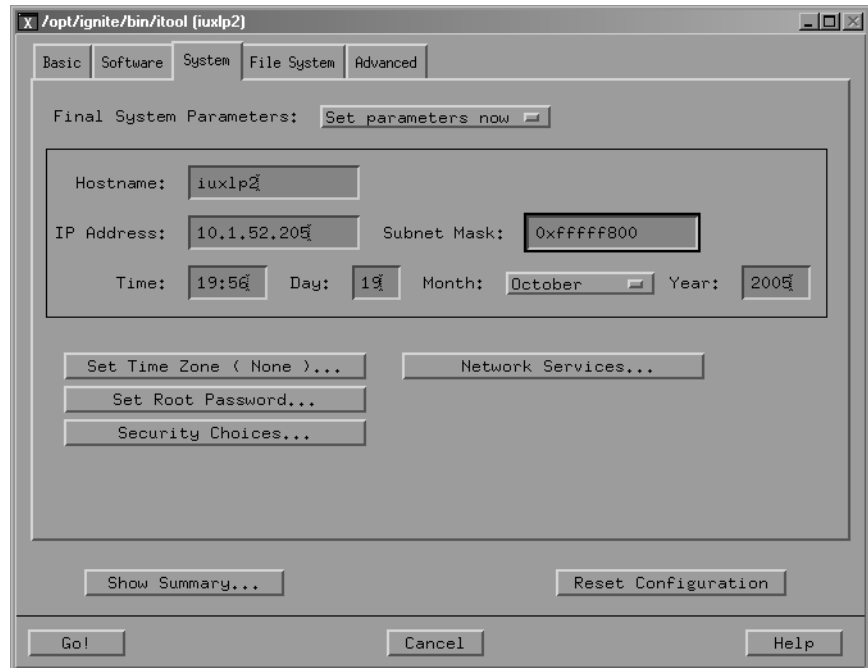 X /opt/ignite/bin/itool (iuxlp2)
Basic Software System File System Advanced
Final System Parameters: Set parameters now
Hostname: iuxlp2
IP Address: 10.1.52.205 Subnet Mask: 0xfffff800
Time: 19:56 Day: 19 Month: October Year: 2005
Set Time Zone ( None )... Network Services...
Set Root Password...
Security Choices...
Show Summary... Reset Configuration
Go! Cancel Help